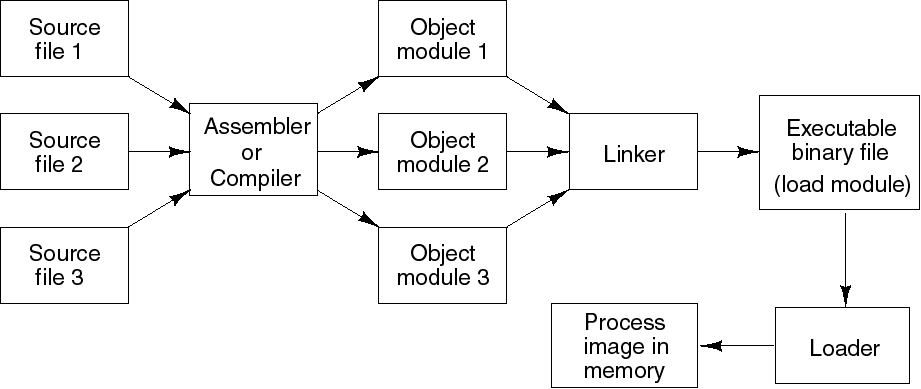 Source
file 1
Object
module 1
Source
file 2
Assembler
or
Compiler
Object
module 2
Linker
Executable
binary file
(load module)
Source
file 3
Object
module 3
Process
image in
memory
Loader